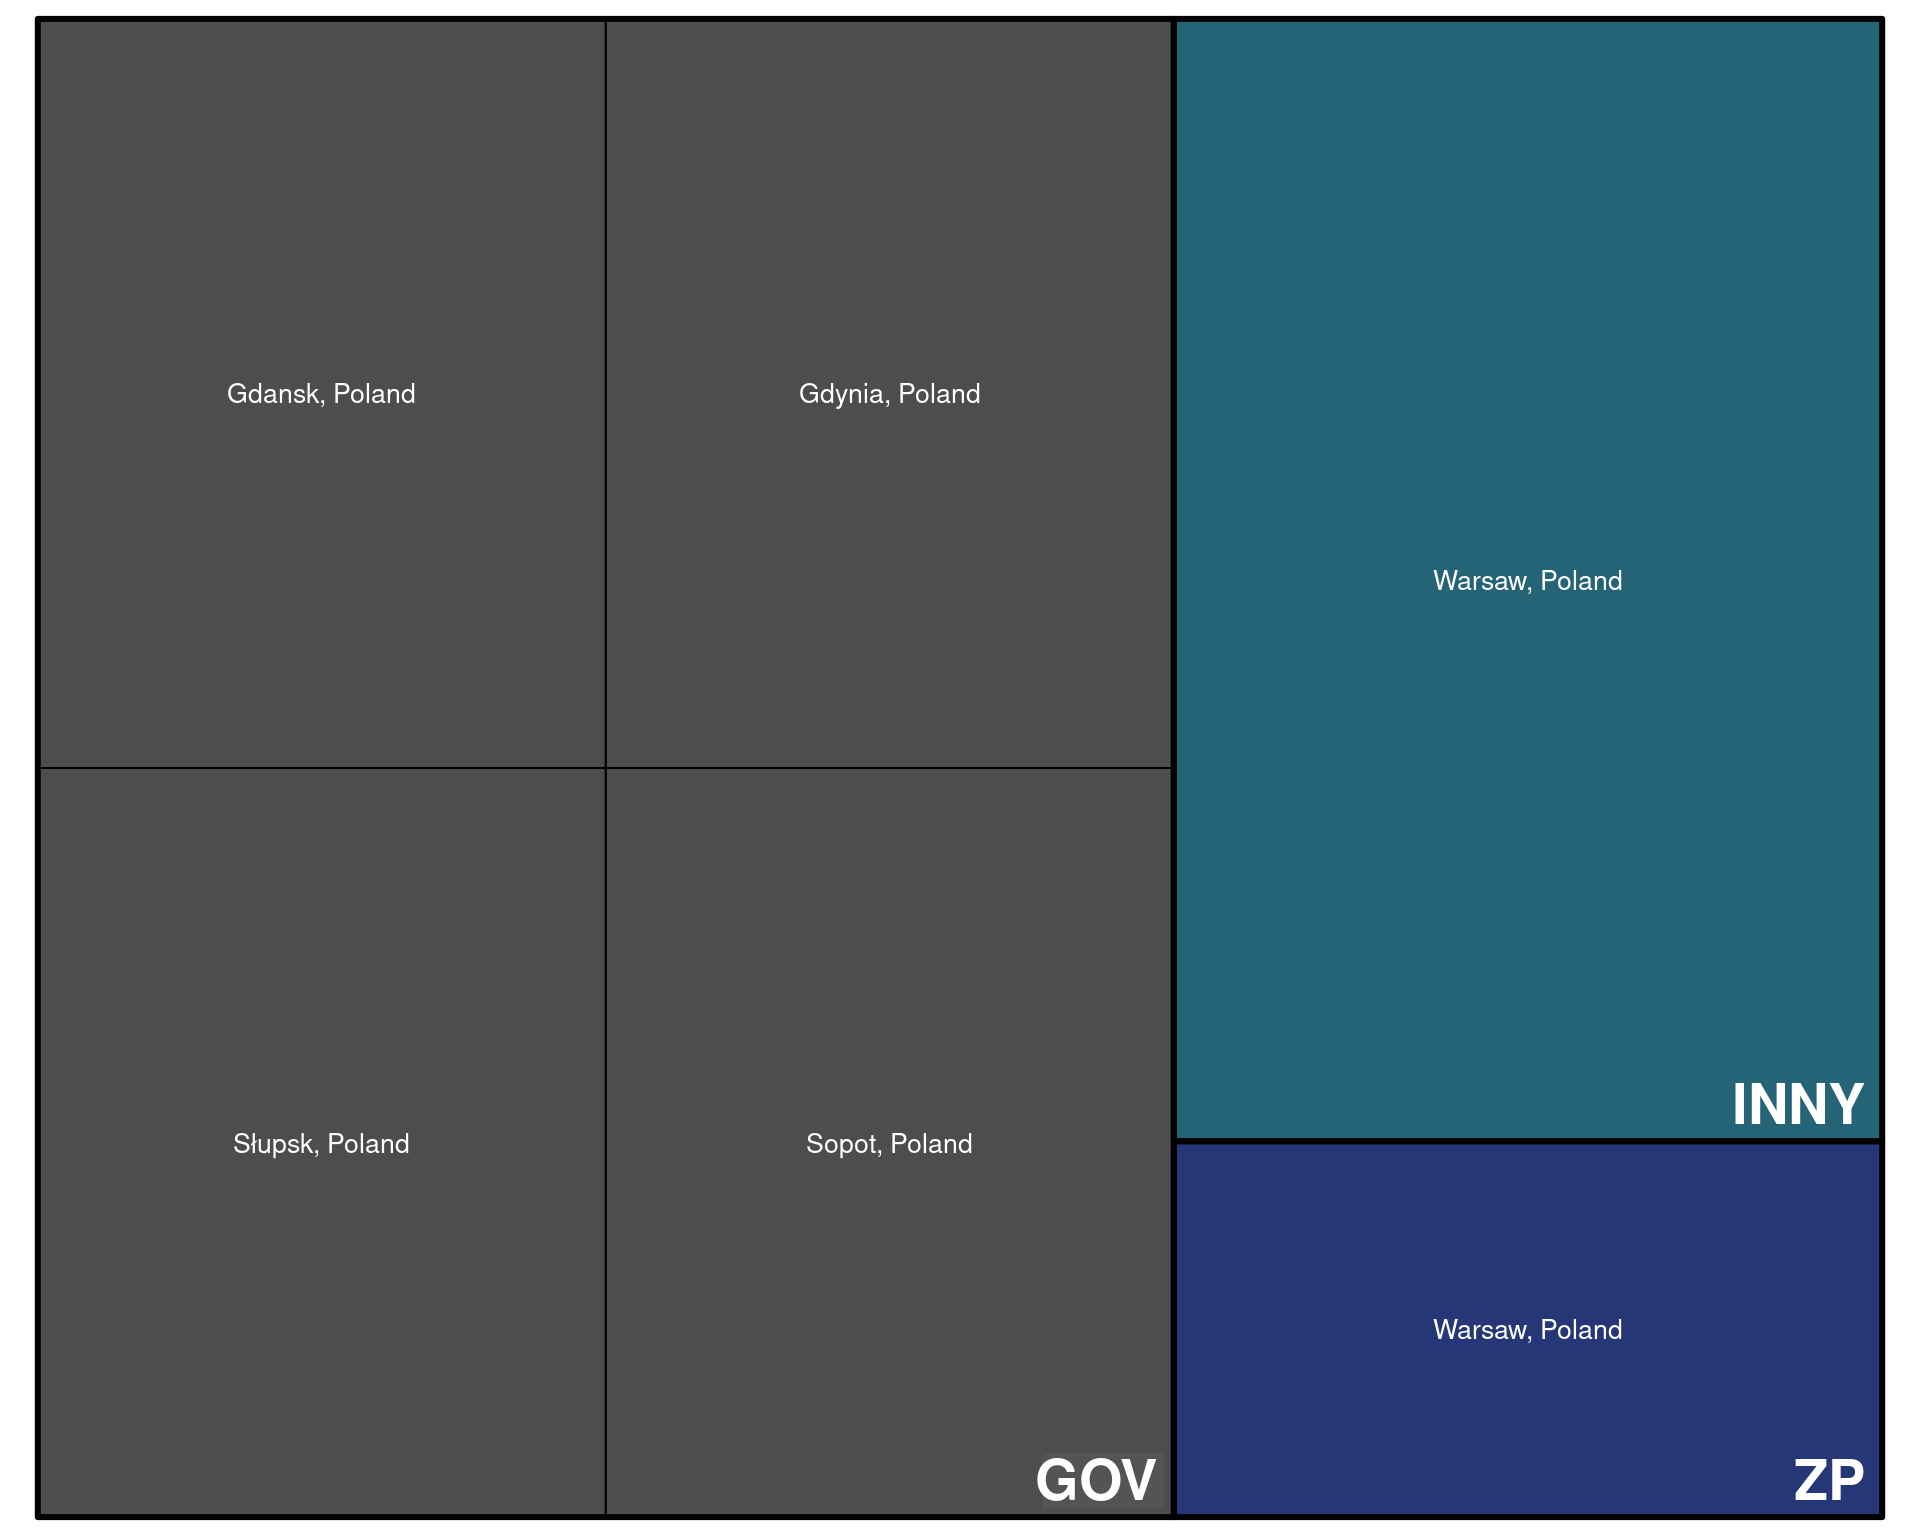 Gdansk, Poland
Gdynia, Poland
Słupsk, Poland
Sopot, Poland
GOV
Warsaw, Poland
INNY
Warsaw, Poland
ZP